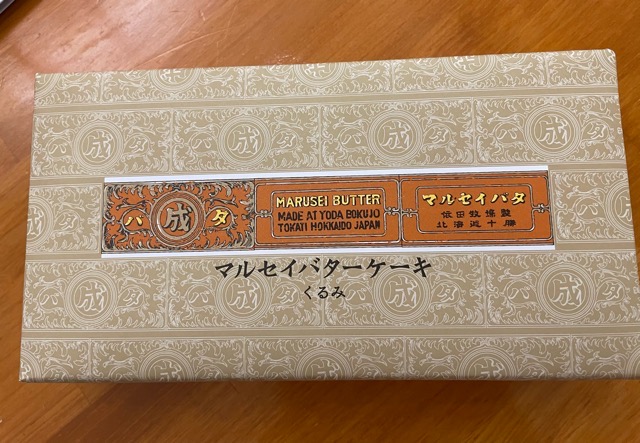 バ 成 タ
MARUSEI BUTTER
MADE AT YODA BOKUJO
TOKATI HOKKAIDO JAPAN
マルセイバタ
依田牧場製
北海道十勝
マルセイバターケーキ
くるみ